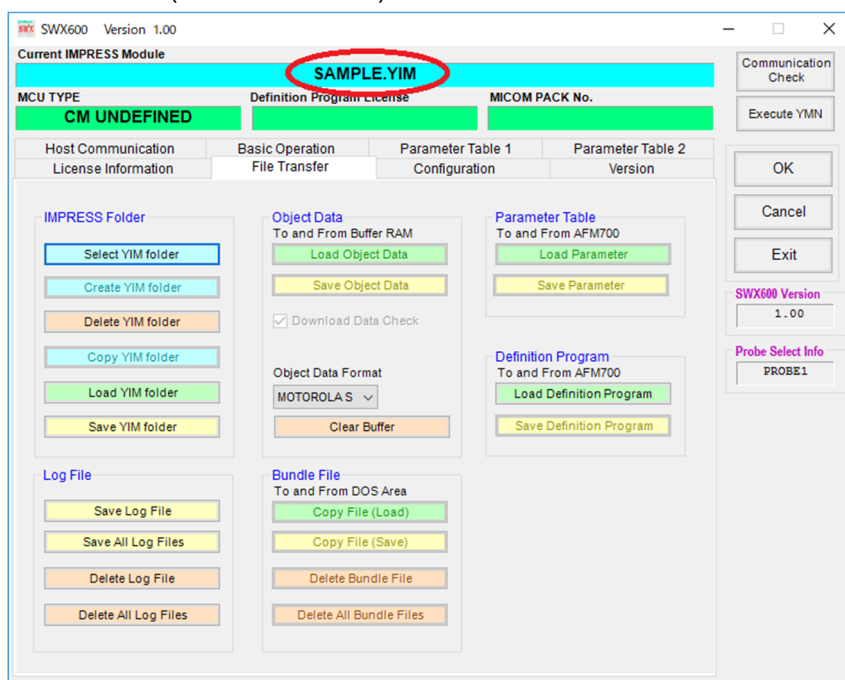 SWX SWX600 Version 1.00
Current IMPRESS Module
SAMPLE.YIM
MCU TYPE
Definition Program License
MICOM PACK No.
CM UNDEFINED
Communication
Check
Execute YMN
Host Communication
Basic Operation
Parameter Table 1
Parameter Table 2
License Information
File Transfer
Configuration
Version
OK
Cancel
Exit
SWX600 Version
1.00
Probe Select Info
PROBE1
IMPRESS Folder
Select YIM folder
Create YIM folder
Delete YIM folder
Copy YIM folder
Load YIM folder
Save YIM folder
Object Data
To and From Buffer RAM
Load Object Data
Save Object Data
Download Data Check
Object Data Format
MOTOROLA S
Clear Buffer
Parameter Table
To and From AFM700
Load Parameter
Save Parameter
Definition Program
To and From AFM700
Load Definition Program
Save Definition Program
Log File
Save Log File
Save All Log Files
Delete Log File
Delete All Log Files
Bundle File
To and From DOS Area
Copy File (Load)
Copy File (Save)
Delete Bundle File
Delete All Bundle Files